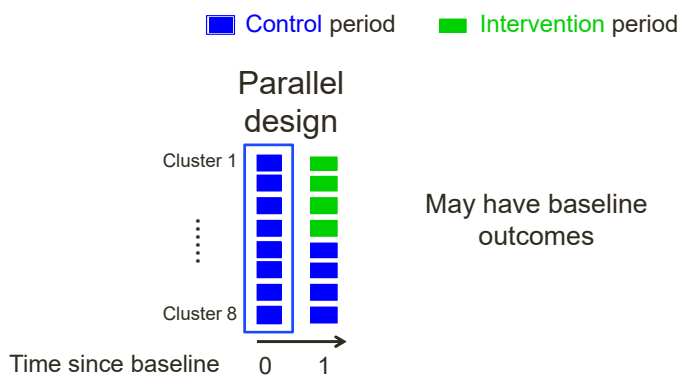 Control period Intervention period
Parallel
design
Cluster 1
May have baseline
outcomes
Cluster 8
Time since baseline 0 1